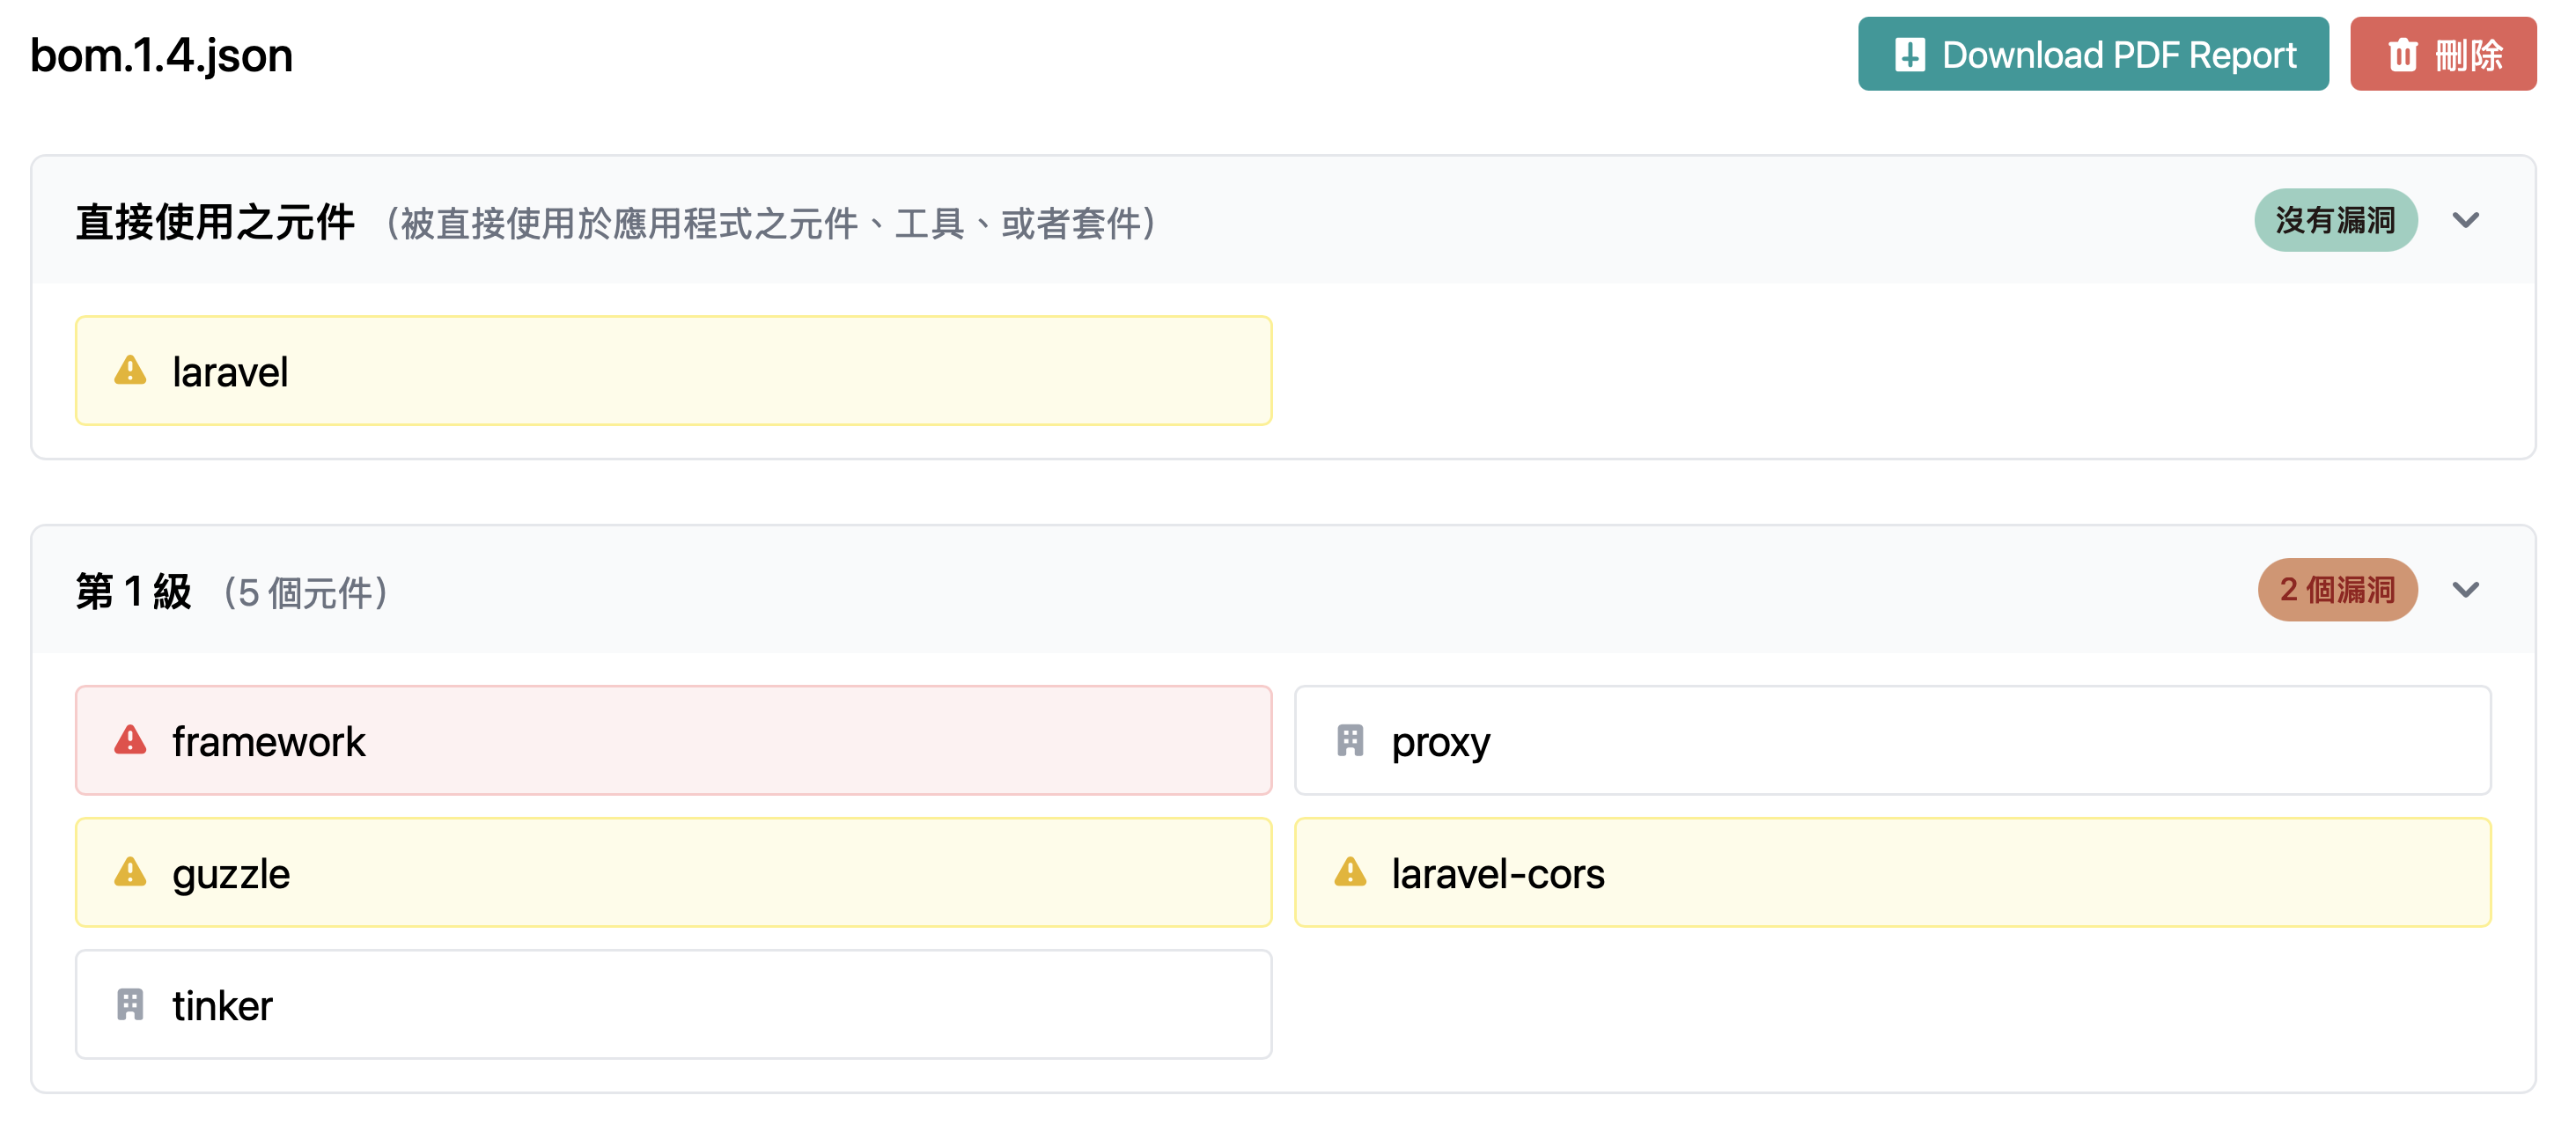 bom.1.4.json
Download PDF Report
刪除
直接使用之元件 (被直接使用於應用程式之元件、工具、或者套件)
沒有漏洞
laravel
第 1 級 (5 個元件)
2 個漏洞
framework
proxy
guzzle
laravel-cors
tinker